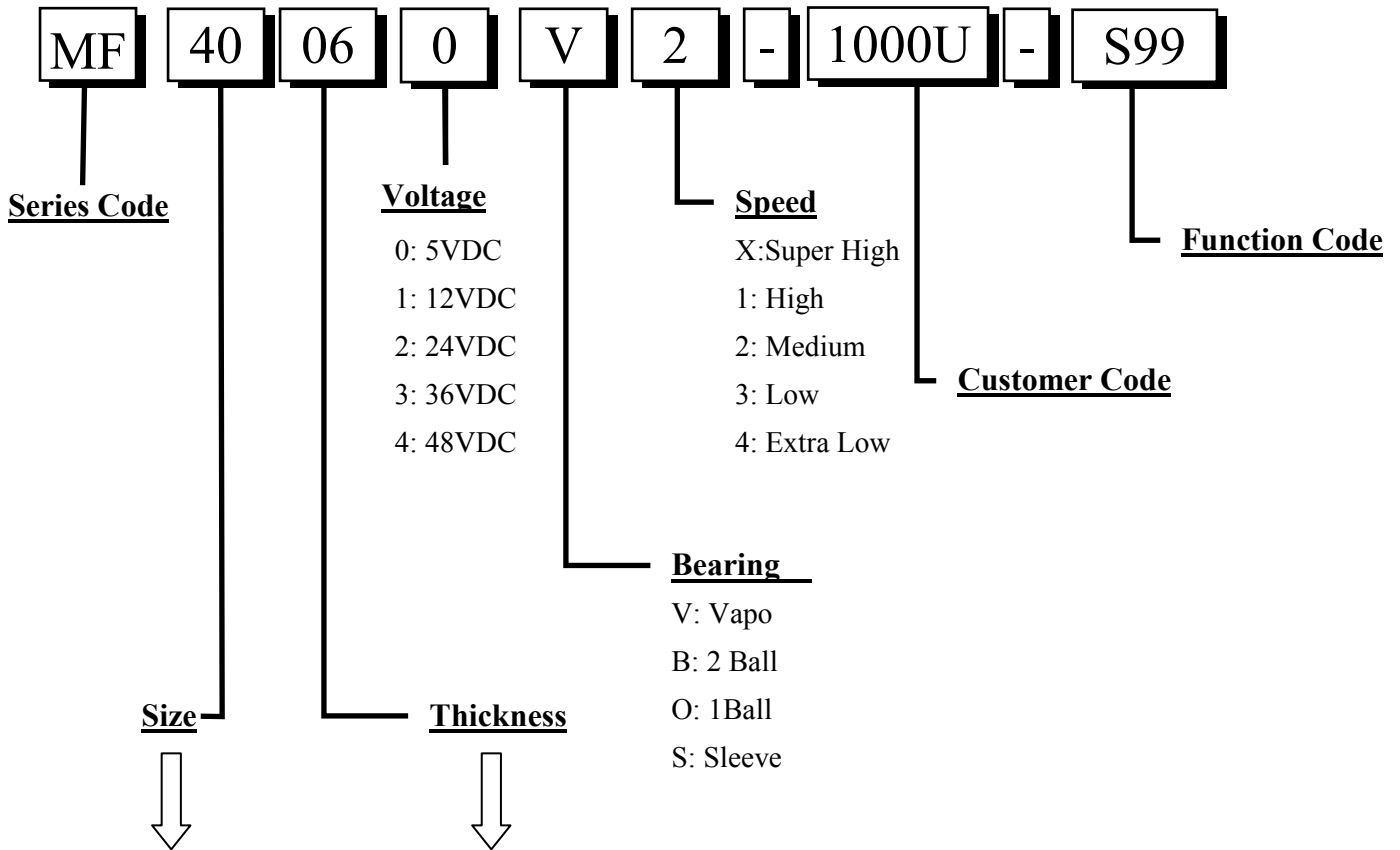 MF 40 06 0 V 2 - 1000U - S99
Series Code
Voltage
0: 5VDC
1: 12VDC
2: 24VDC
3: 36VDC
4: 48VDC
Speed
X:Super High
1: High
2: Medium
3: Low
4: Extra Low
Function Code
Customer Code
Bearing
V: Vapo
B: 2 Ball
O: 1Ball
S: Sleeve
Size
Thickness